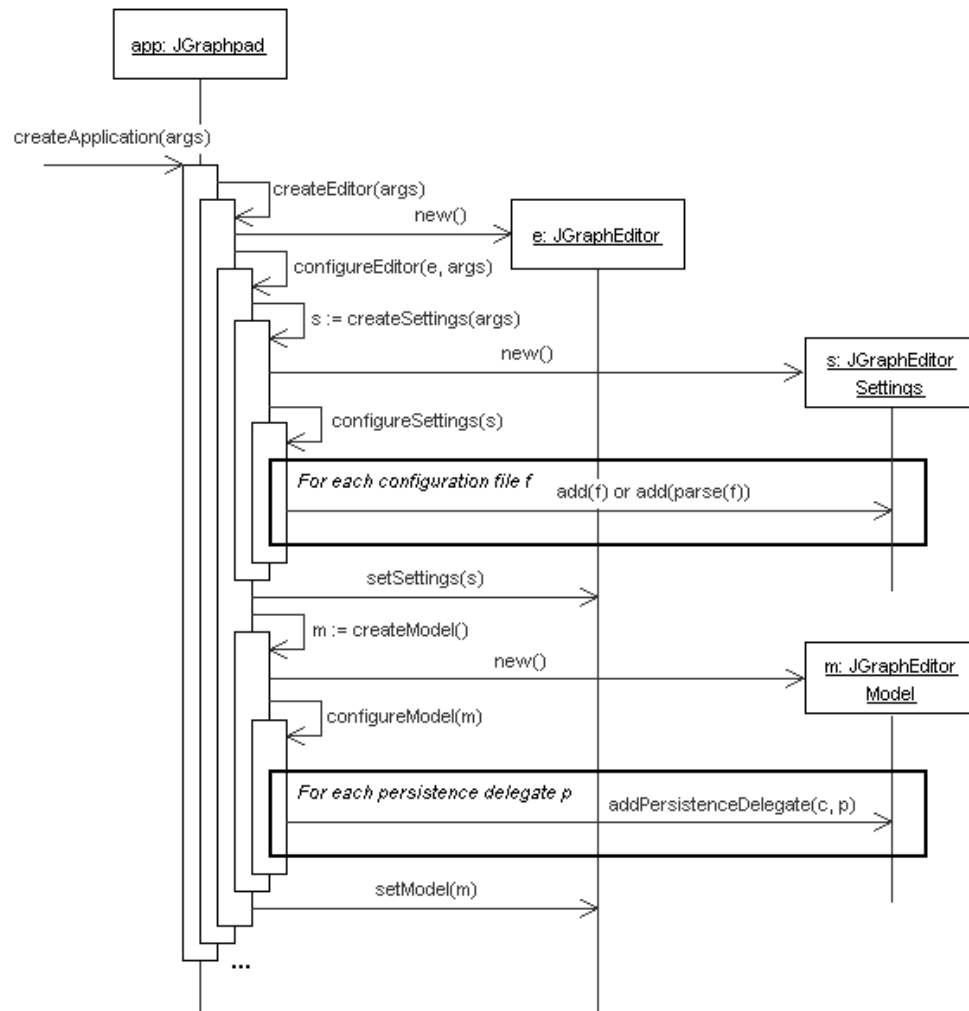 app: JGraphpad
createApplication(args)
createEditor(args)
new()
e: JGraphEditor
configureEditor(e, args)
s := createSettings(args)
new()
s: JGraphEditor
Settings
configureSettings(s)
For each configuration file f
add(f) or add(parse(f))
setSettings(s)
m := createModel()
new()
m: JGraphEditor
Model
configureModel(m)
For each persistence delegate p
addPersistenceDelegate(c, p)
setModel(m)
...